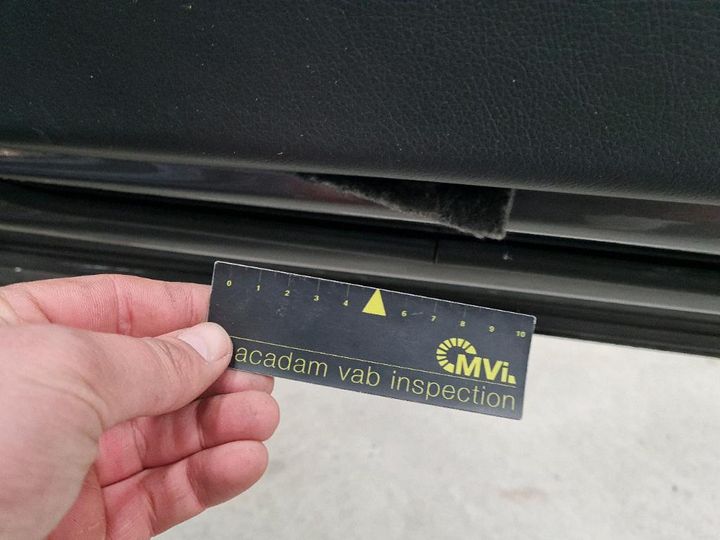 0 1 2 3 4 6 7 8 9 10
MVi.
acadam vab inspection